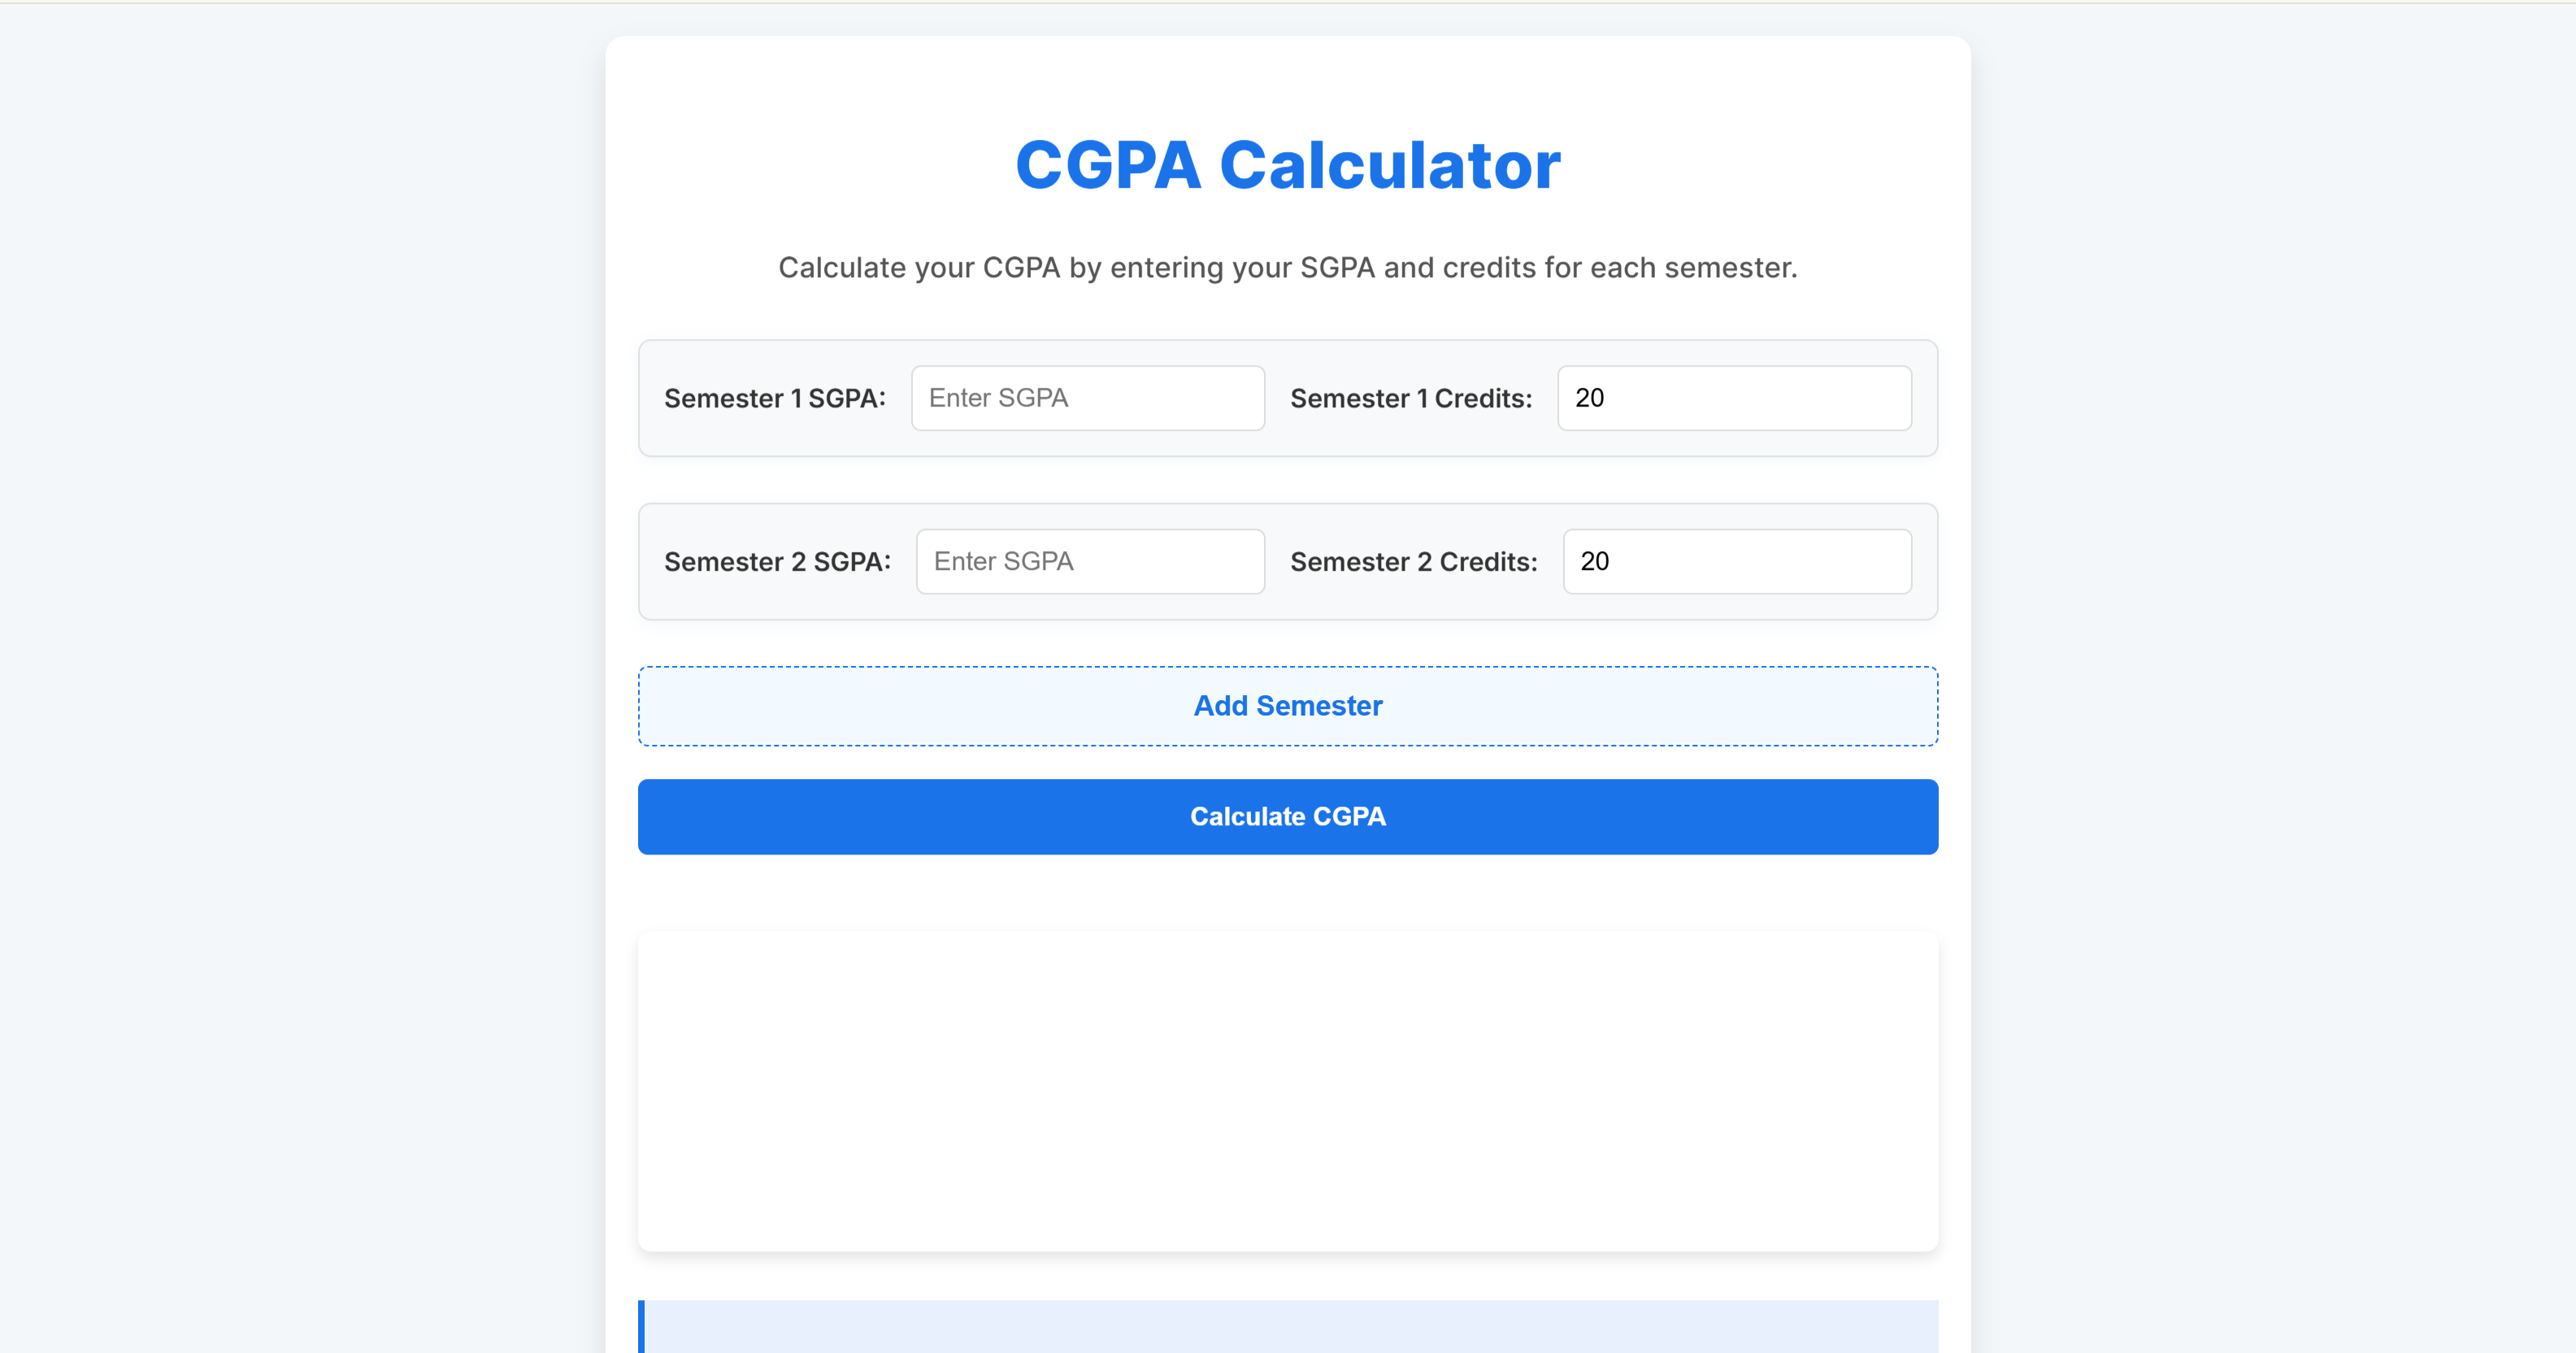 CGPA Calculator
Calculate your CGPA by entering your SGPA and credits for each semester.
Semester 1 SGPA: Enter SGPA Semester 1 Credits: 20
Semester 2 SGPA: Enter SGPA Semester 2 Credits: 20
Add Semester
Calculate CGPA